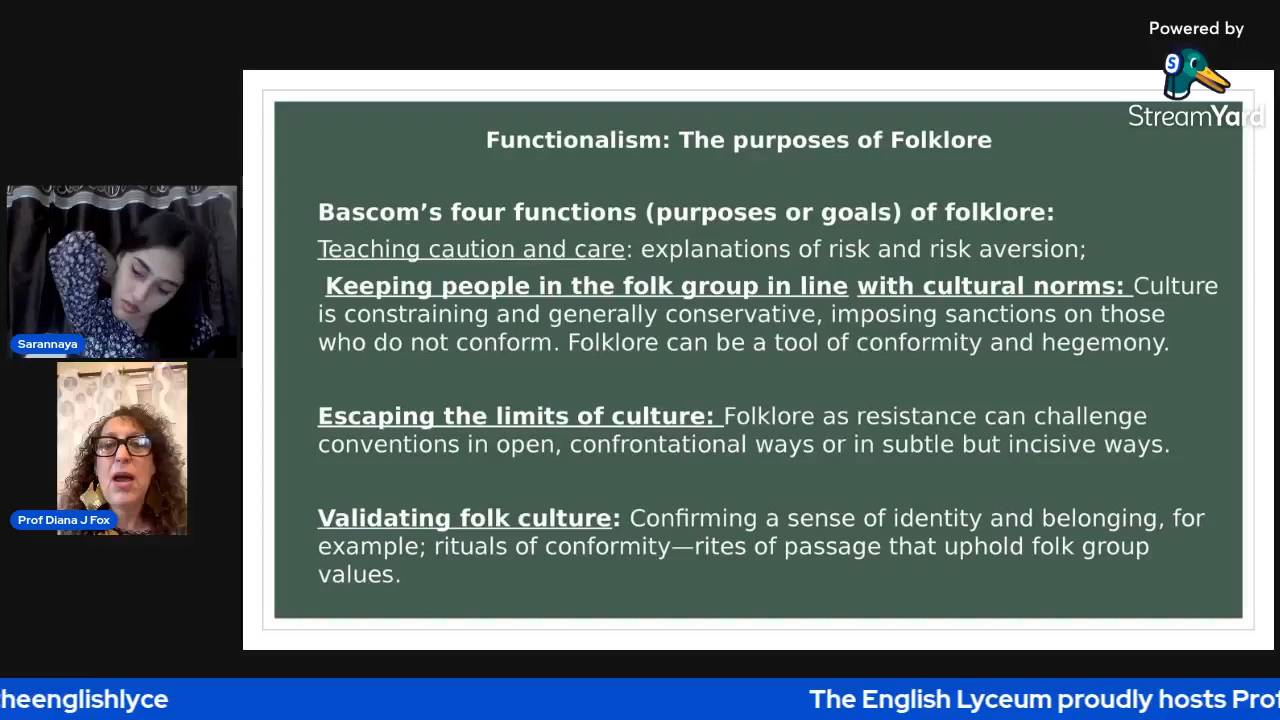 Powered by
StreamYard
Functionalism: The purposes of Folklore
Bascom’s four functions (purposes or goals) of folklore:
Teaching caution and care: explanations of risk and risk aversion;
Keeping people in the folk group in line with cultural norms: Culture
is constraining and generally conservative, imposing sanctions on those
who do not conform. Folklore can be a tool of conformity and hegemony.
Escaping the limits of culture: Folklore as resistance can challenge
conventions in open, confrontational ways or in subtle but incisive ways.
Validating folk culture: Confirming a sense of identity and belonging, for
example; rituals of conformity—rites of passage that uphold folk group
values.
Sarannaya
Prof Diana J Fox
heenglishlyce
The English Lyceum proudly hosts Prof